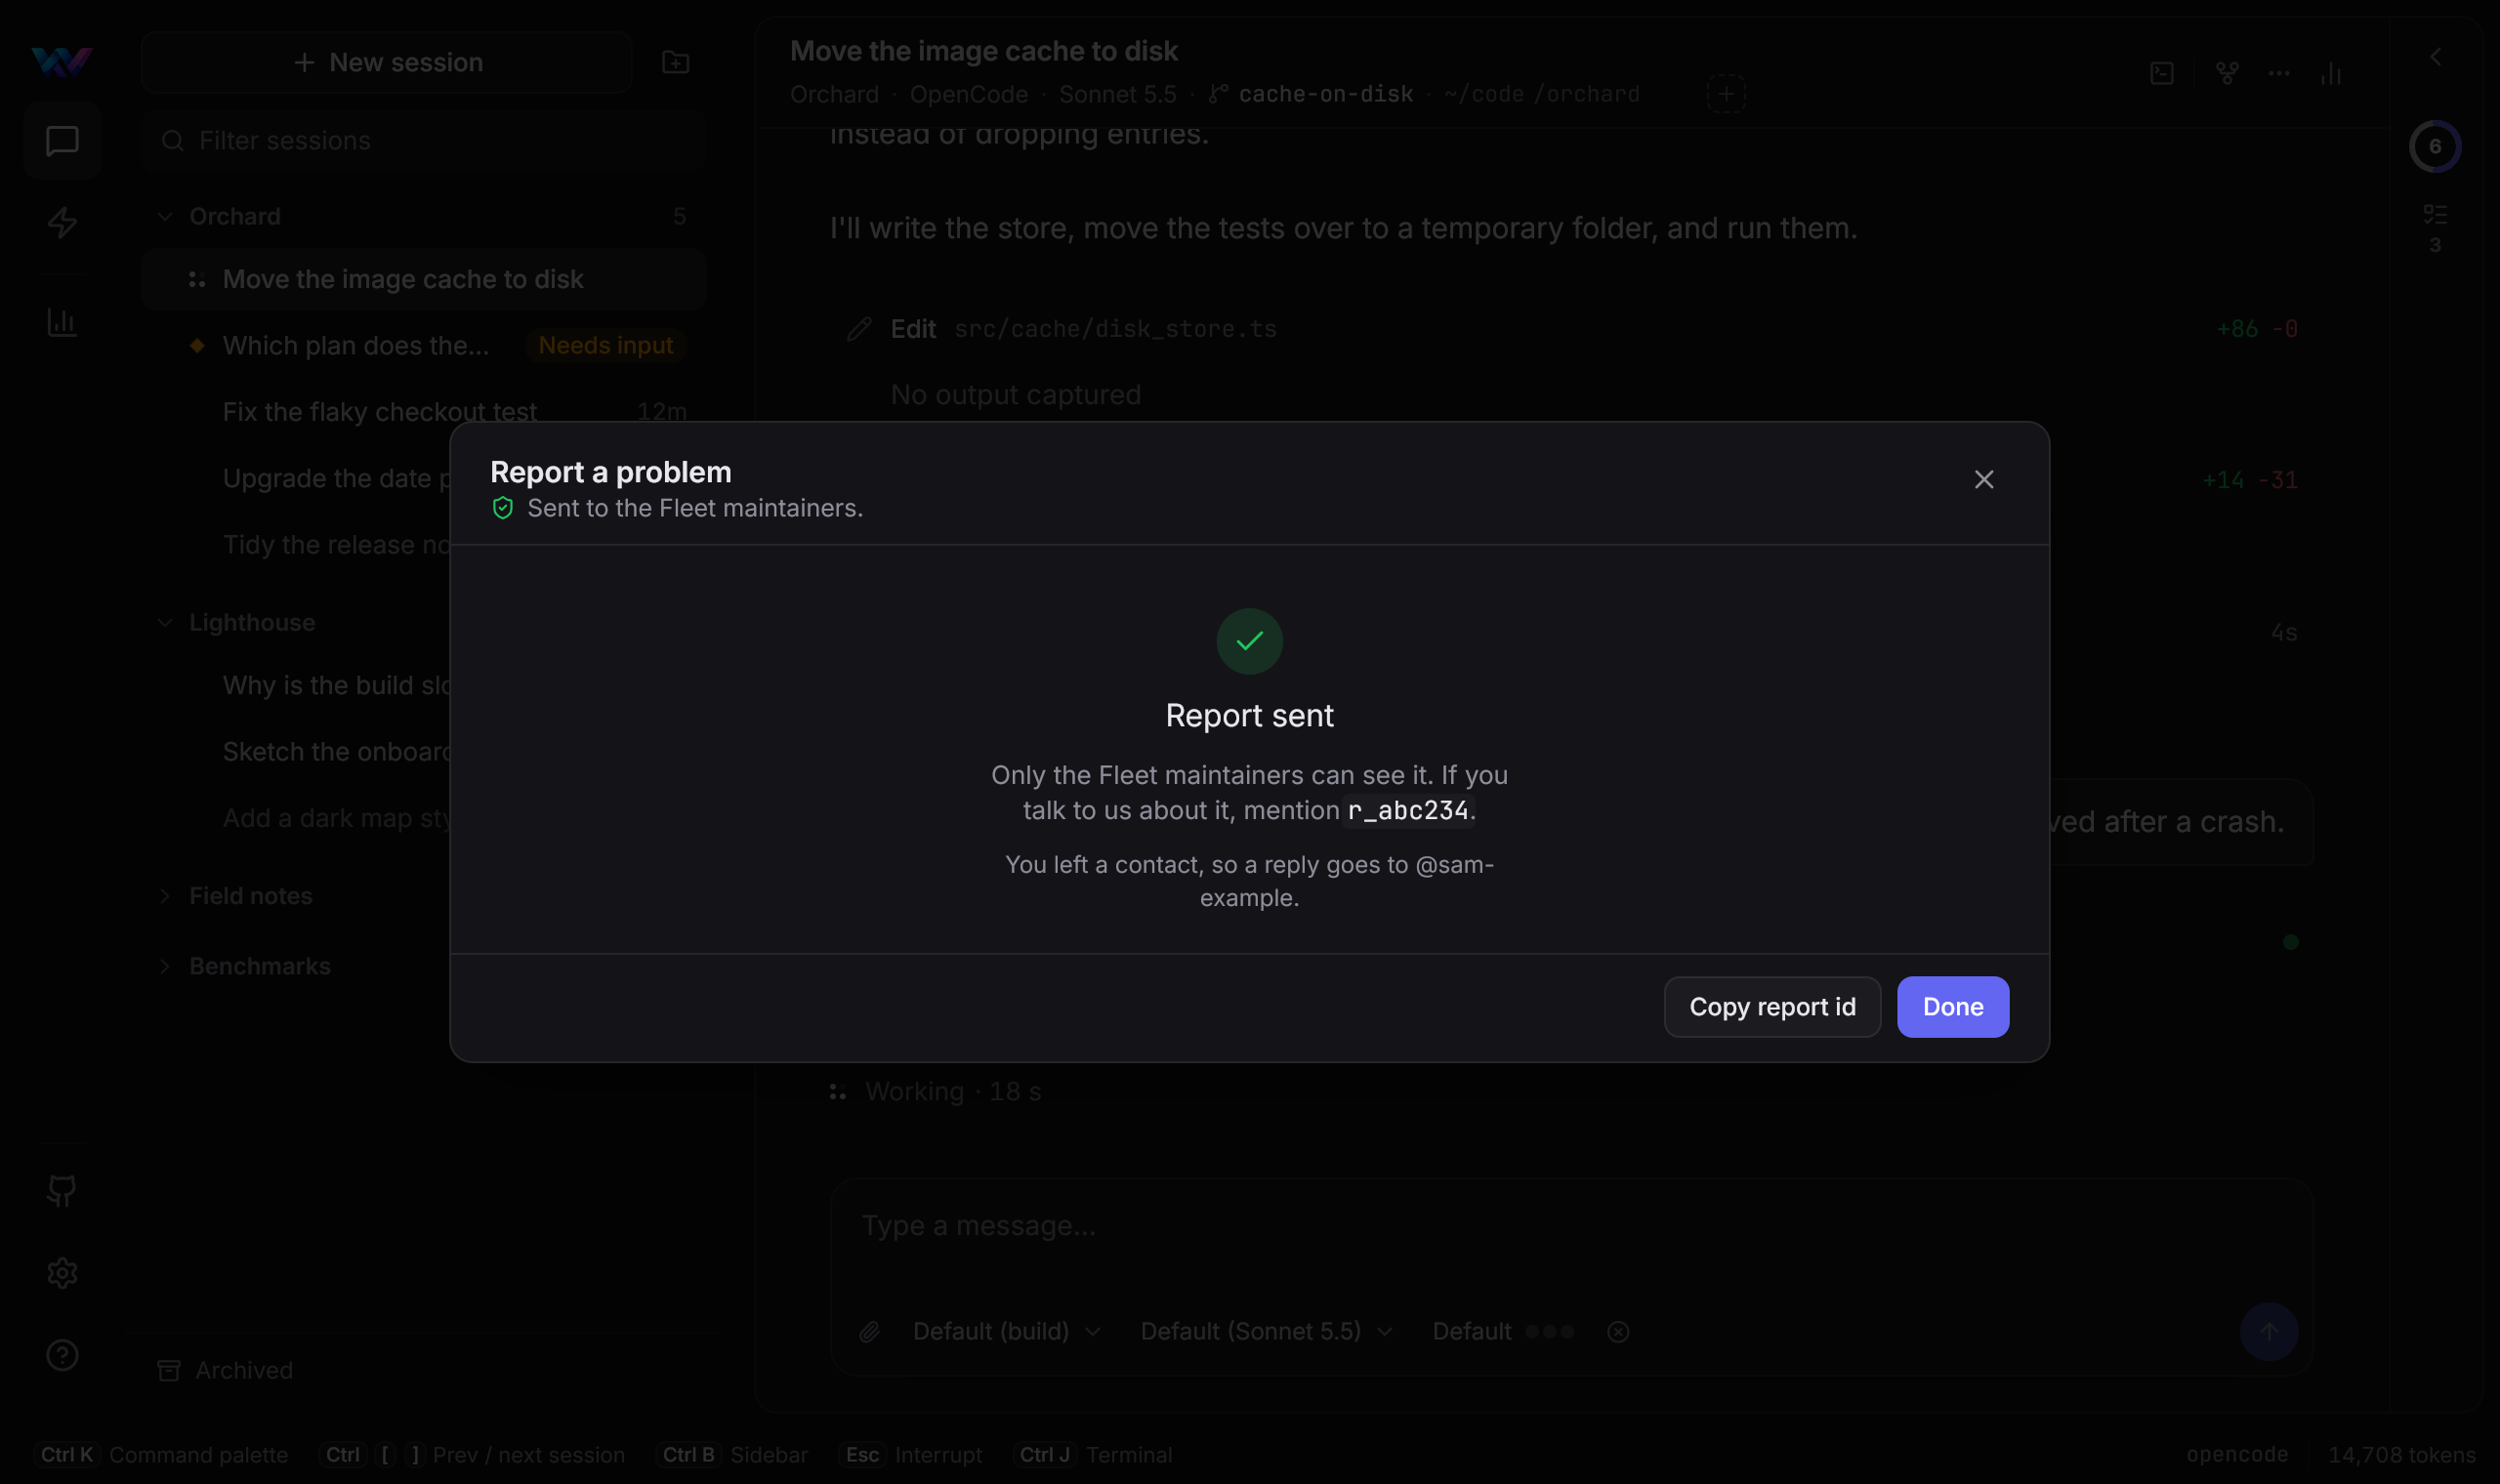 New session
Filter sessions
Orchard 5
Move the image cache to disk
Which plan does the... Needs input
Fix the flaky checkout test 12m
Upgrade the date p
Tidy the release no
Lighthouse
Why is the build slo
Sketch the onboard
Add a dark map sty
Field notes
Benchmarks
Archived
Move the image cache to disk
Orchard · OpenCode · Sonnet 5.5 · cache-on-disk · ~/code /orchard
instead of dropping entries.
I'll write the store, move the tests over to a temporary folder, and run them.
Edit src/cache/disk_store.ts +86 -0
No output captured
+14 -31
4s
ved after a crash.
6
3
Report a problem
Sent to the Fleet maintainers.
Report sent
Only the Fleet maintainers can see it. If you
talk to us about it, mention r_abc234.
You left a contact, so a reply goes to @sam-
example.
Copy report id Done
Working · 18 s
Type a message...
Default (build) Default (Sonnet 5.5) Default
Ctrl K Command palette Ctrl [ ] Prev / next session Ctrl B Sidebar Esc Interrupt Ctrl J Terminal opencode 14,708 tokens